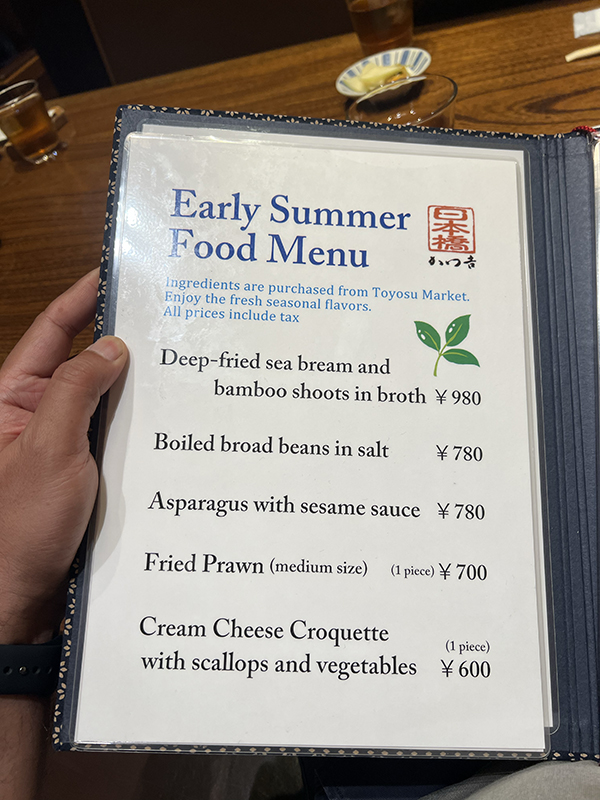 Early Summer
Food Menu
日本橋
かつ吉
Ingredients are purchased from Toyosu Market.
Enjoy the fresh seasonal flavors.
All prices include tax
Deep-fried sea bream and
bamboo shoots in broth ￥980
Boiled broad beans in salt ￥780
Asparagus with sesame sauce ￥780
Fried Prawn (medium size) (1 piece) ￥700
Cream Cheese Croquette
(1 piece)
with scallops and vegetables ￥600